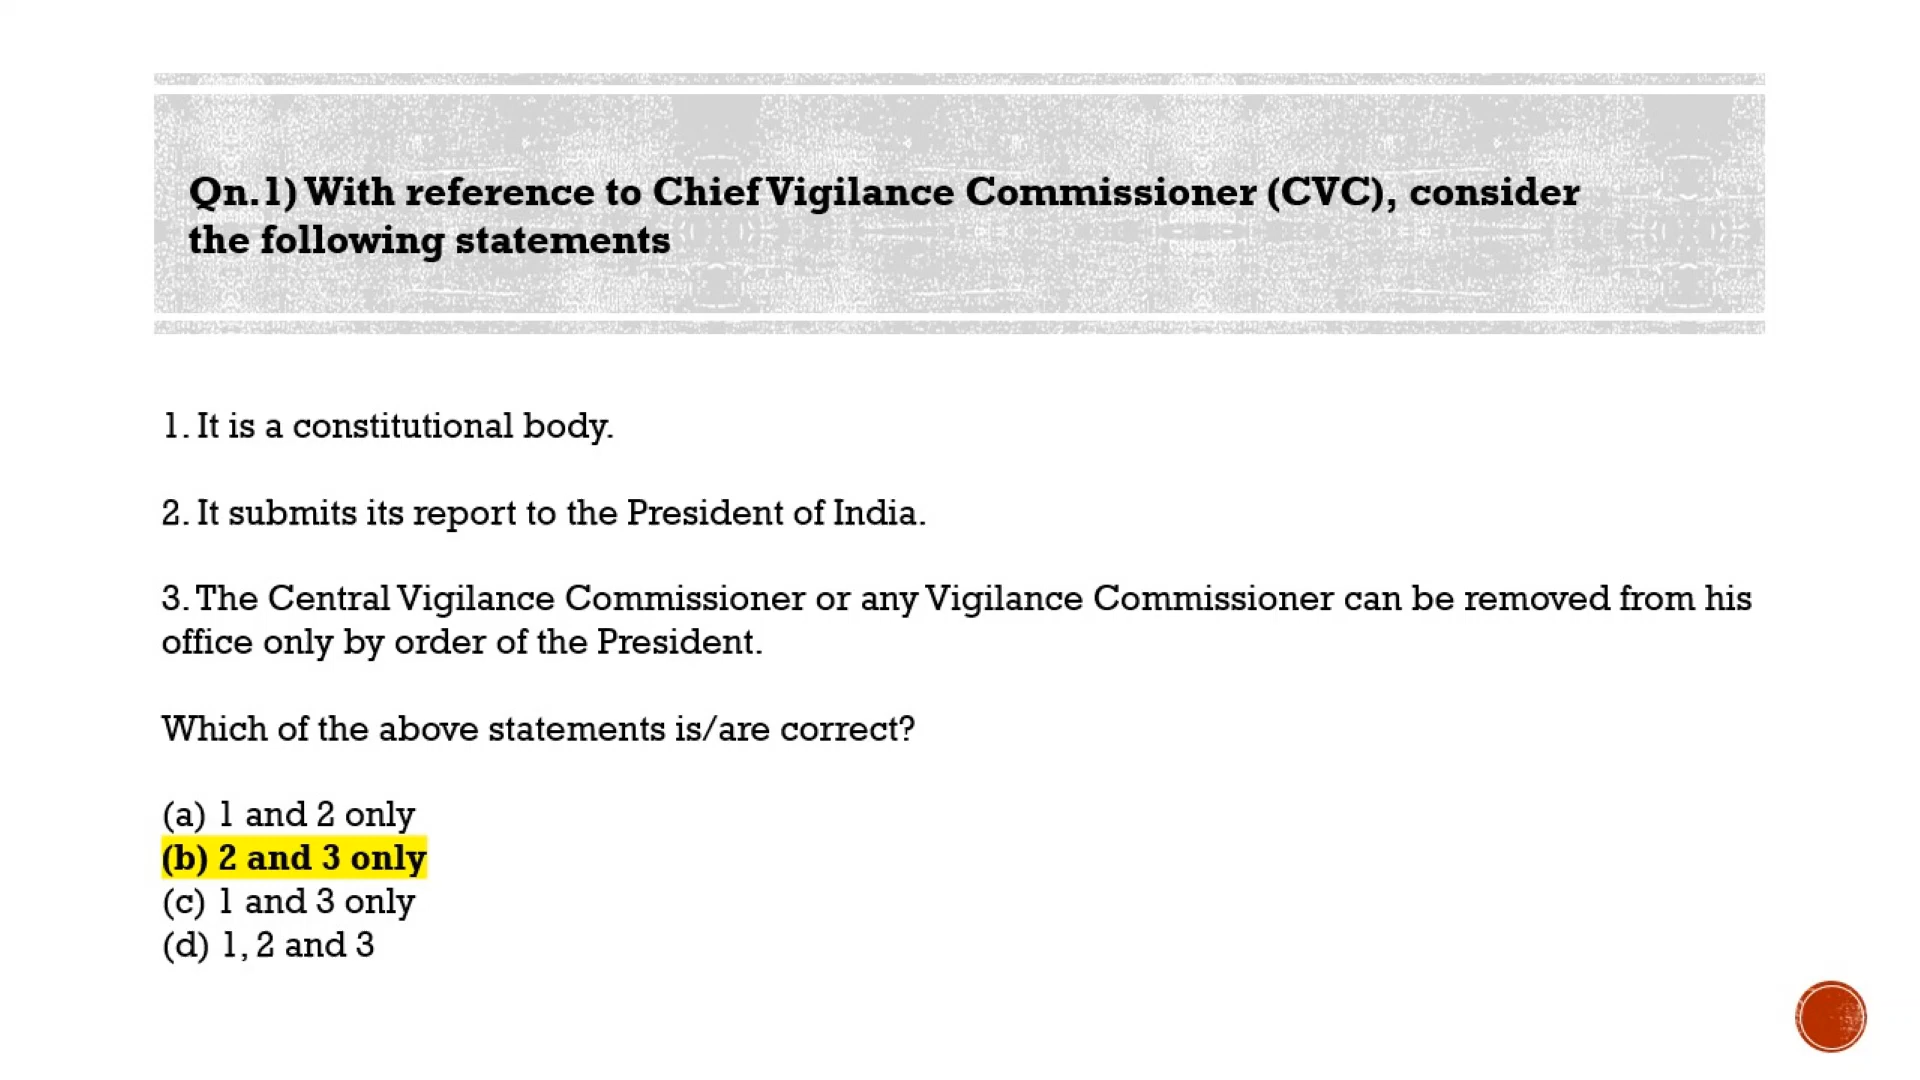 Qn.1) With reference to Chief Vigilance Commissioner (CVC), consider
the following statements
1. It is a constitutional body.
2. It submits its report to the President of India.
3. The Central Vigilance Commissioner or any Vigilance Commissioner can be removed from his
office only by order of the President.
Which of the above statements is/are correct?
(a) 1 and 2 only
(b) 2 and 3 only
(c) 1 and 3 only
(d) 1, 2 and 3